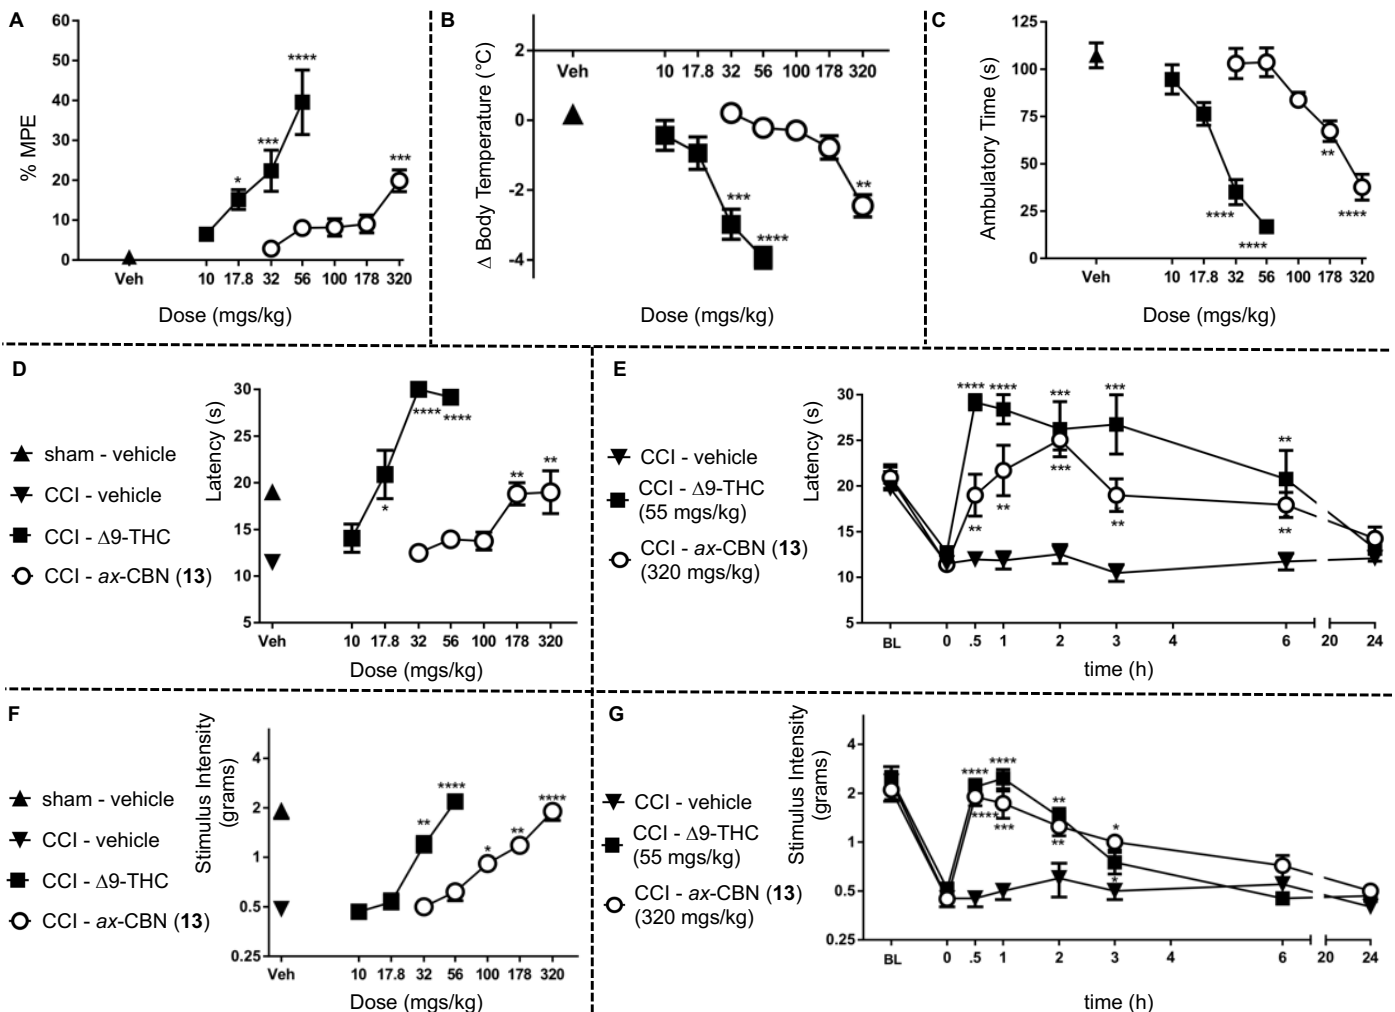 A
60
50
40
30
20
10
0
% MPE
****
***
*
***
Veh
10 17.8 32 56 100 178 320
Dose (mgs/kg)
B
2
0
-2
-4
Δ Body Temperature (°C)
Veh
10 17.8 32 56 100 178 320
***
****
**
Dose (mgs/kg)
C
125
100
75
50
25
0
Ambulatory Time (s)
**
****
****
****
Veh
10 17.8 32 56 100 178 320
Dose (mgs/kg)
D
sham - vehicle
CCI - vehicle
CCI - Δ9-THC
CCI - ax-CBN (13)
Latency (s)
30
25
20
15
10
5
****
****
*
**
**
Veh
10 17.8 32 56 100 178 320
Dose (mgs/kg)
E
CCI - vehicle
CCI - Δ9-THC
(55 mgs/kg)
CCI - ax-CBN (13)
(320 mgs/kg)
Latency (s)
30
25
20
15
10
5
****
****
***
***
**
**
**
***
**
**
BL 0 .5 1 2 3 4 6 20 24
time (h)
F
sham - vehicle
CCI - vehicle
CCI - Δ9-THC
CCI - ax-CBN (13)
Stimulus Intensity
(grams)
4
2
1
0.5
0.25
**
****
*
**
****
Veh
10 17.8 32 56 100 178 320
Dose (mgs/kg)
G
CCI - vehicle
CCI - Δ9-THC
(55 mgs/kg)
CCI - ax-CBN (13)
(320 mgs/kg)
Stimulus Intensity
(grams)
4
2
1
0.5
0.25
****
****
**
*
****
***
**
*
BL 0 .5 1 2 3 4 6 20 24
time (h)